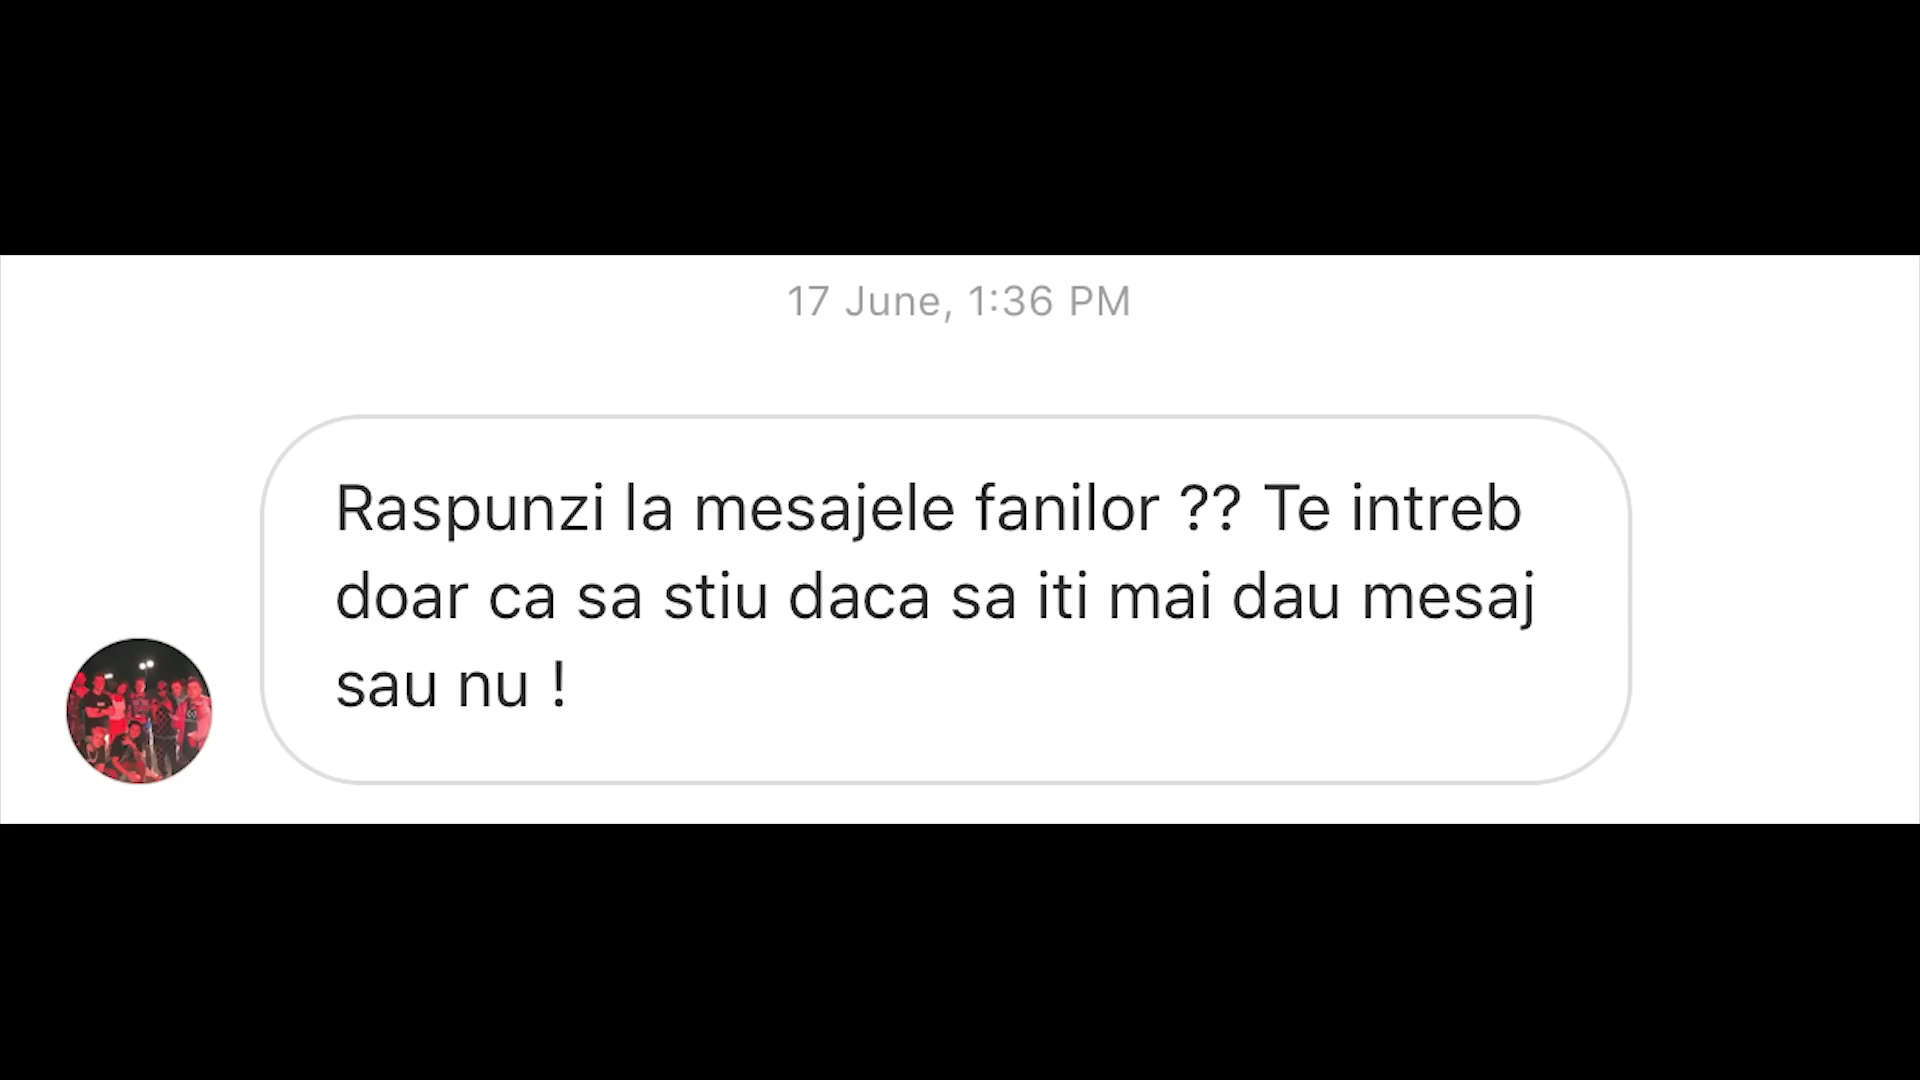 17 June, 1:36 PM
Raspunzi la mesajele fanilor ?? Te intreb
doar ca sa stiu daca sa iti mai dau mesaj
sau nu !